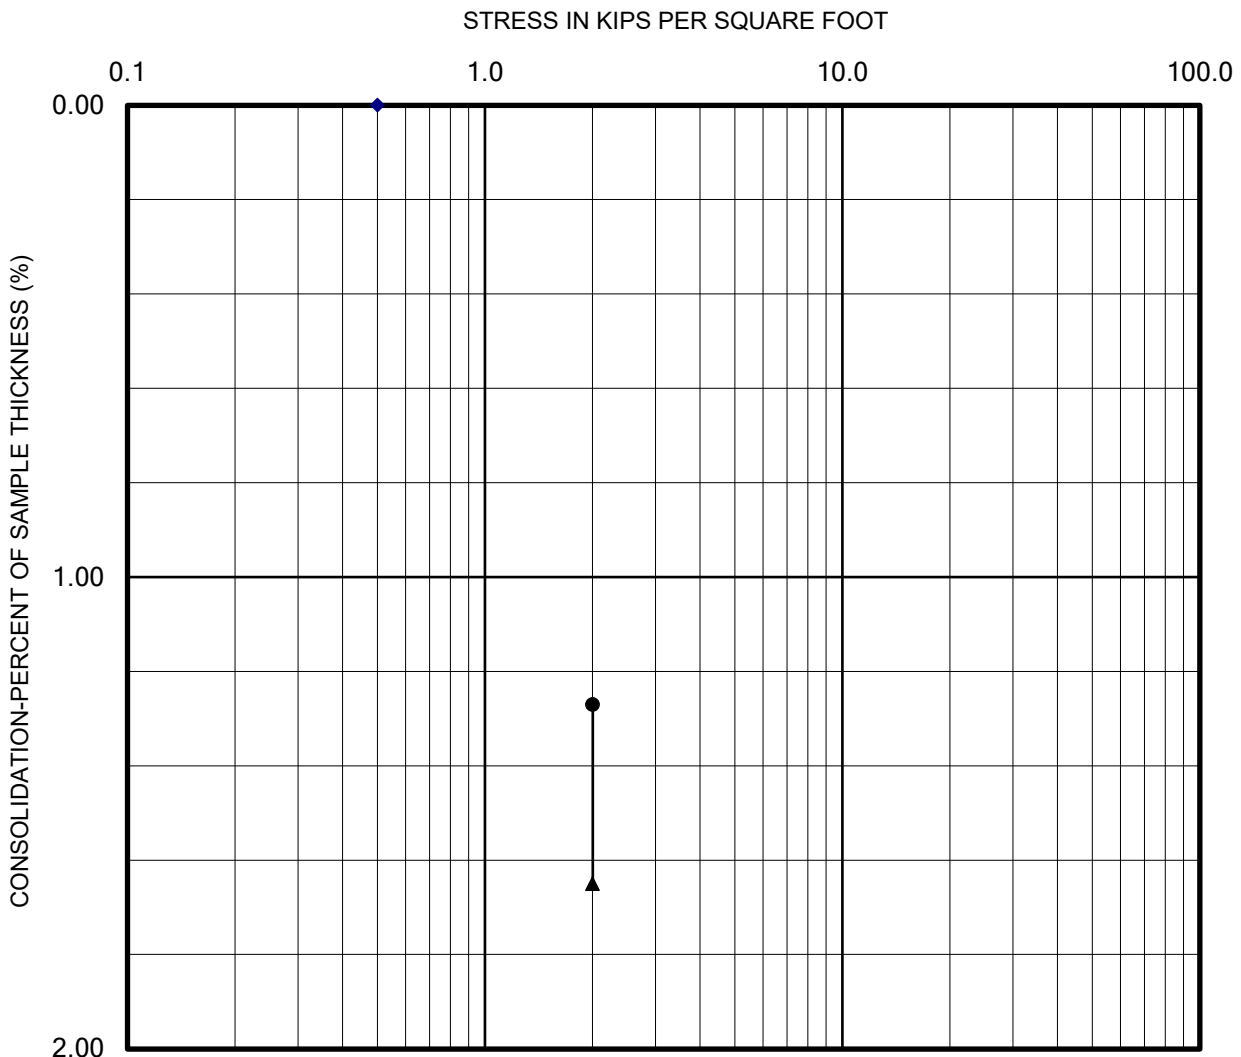 STRESS IN KIPS PER SQUARE FOOT
0.1 1.0 10.0 100.0
0.00
CONSOLIDATION-PERCENT OF SAMPLE THICKNESS (%)
1.00
2.00